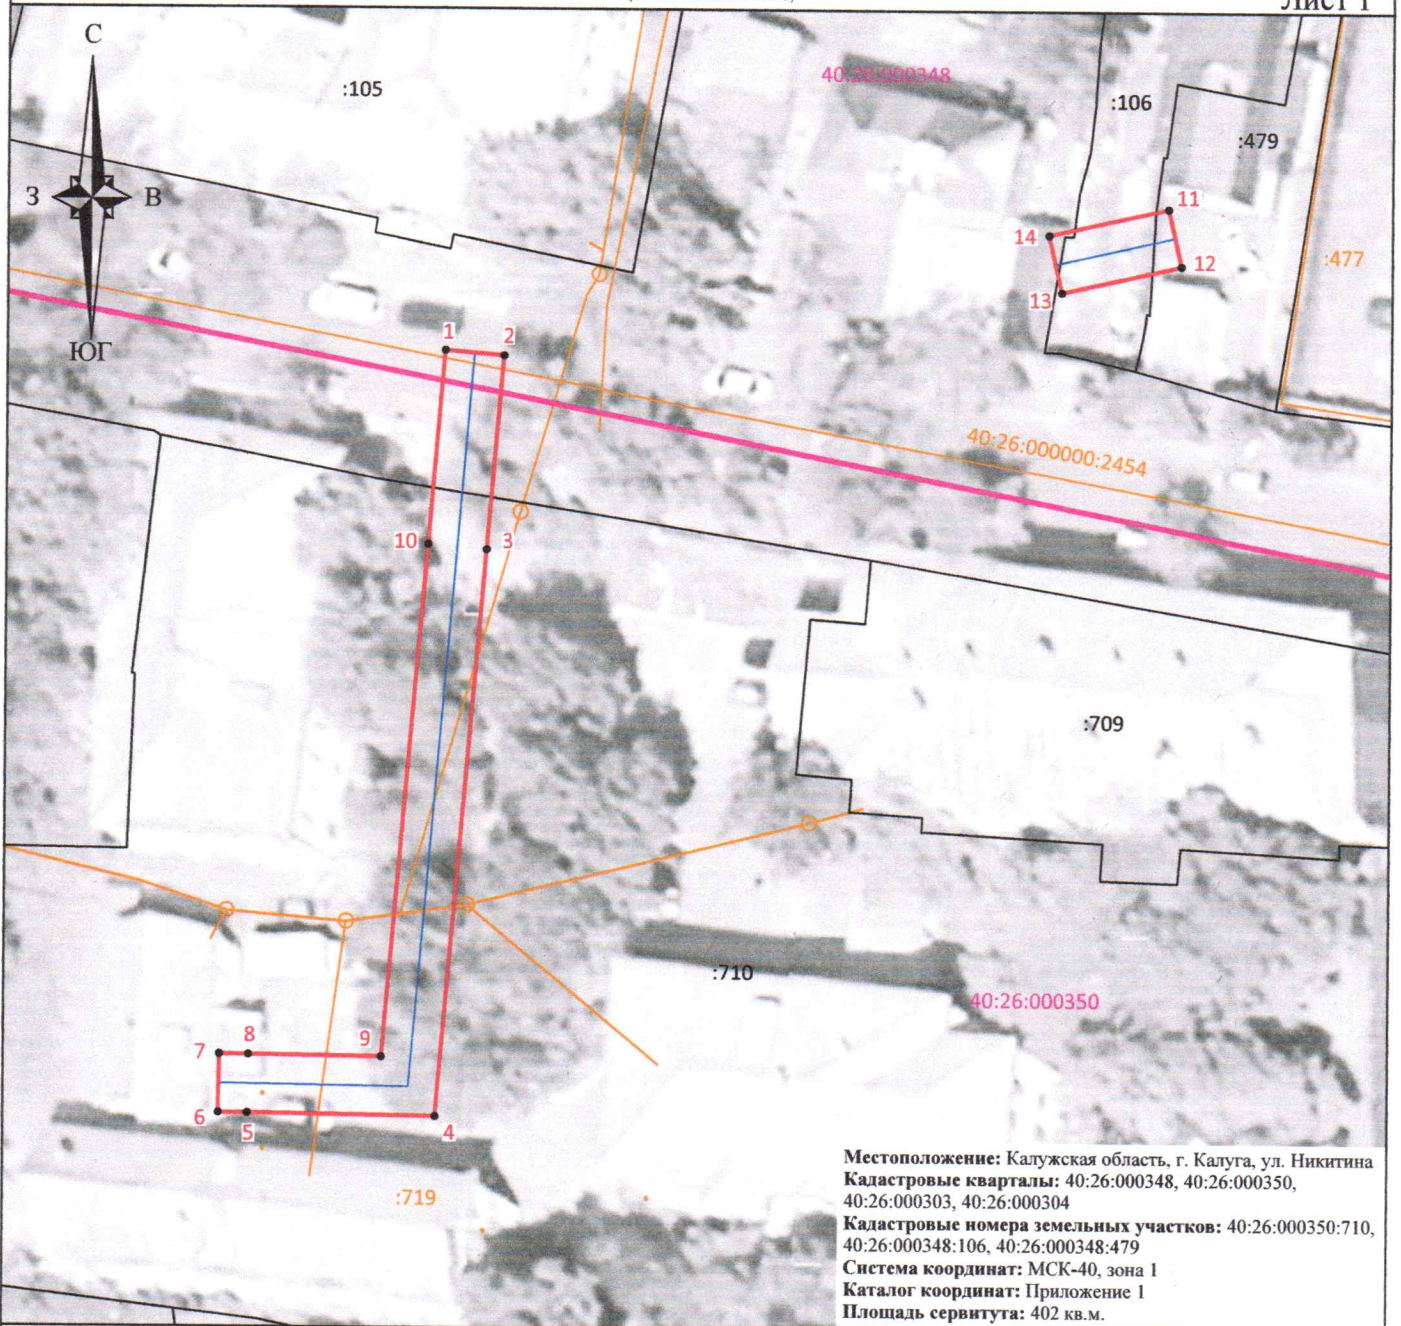 Лист 1
С
:105
40:26:000348
:106
:479
З
В
11
14
12
:477
13
1
2
ЮГ
40:26:000000:2454
10
3
:709
:710
40:26:000350
7
8
9
6
5
4
:719
Местоположение: Калужская область, г. Калуга, ул. Никитина
Кадастровые кварталы: 40:26:000348, 40:26:000350,
40:26:000303, 40:26:000304
Кадастровые номера земельных участков: 40:26:000350:710,
40:26:000348:106, 40:26:000348:479
Система координат: МСК-40, зона 1
Каталог координат: Приложение 1
Площадь сервитута: 402 кв.м.